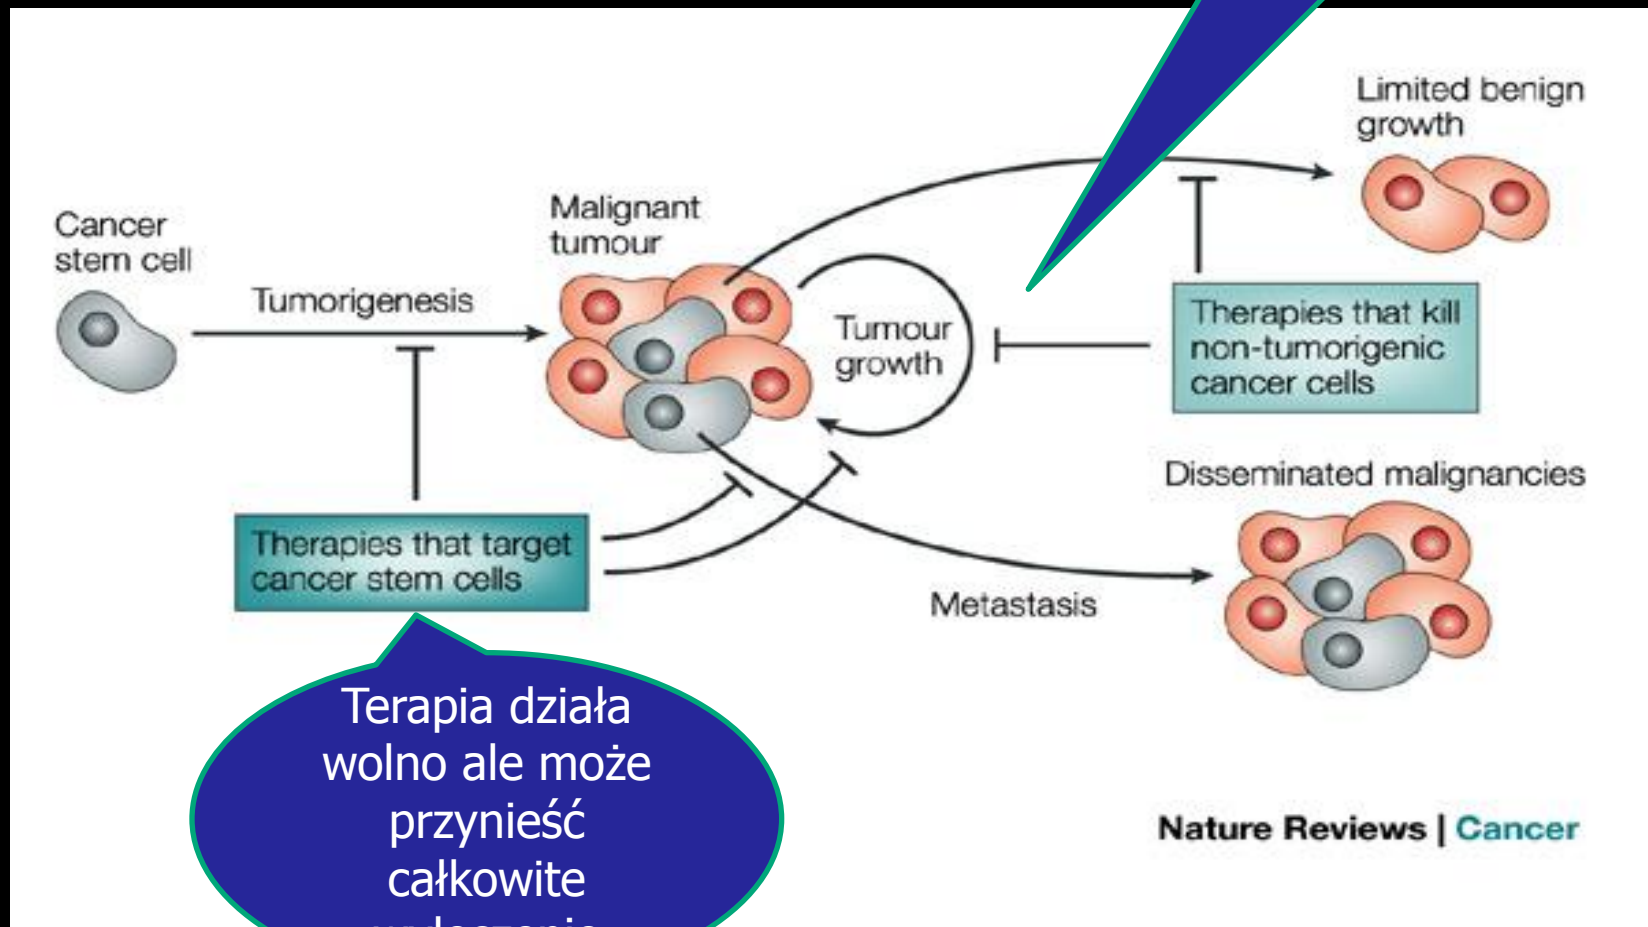 Limited benign
growth
Cancer
stem cell
Malignant
tumour
Tumorigenesis
Tumour
growth
Therapies that kill
non-tumorigenic
cancer cells
Disseminated malignancies
Therapies that target
cancer stem cells
Metastasis
Terapia działa
wolno ale może
przynieść
całkowite
Nature Reviews | Cancer